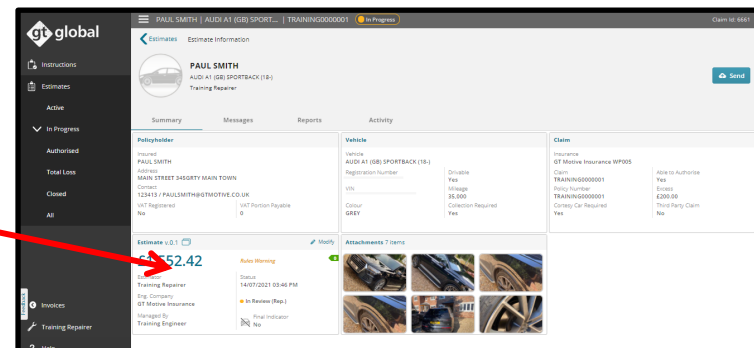 gt global
PAUL SMITH | AUDI A1 (GB) SPORT... | TRAINING0000001 In Progress
Claim Id: 6661
Instructions
Estimates
Active
In Progress
Authorised
Total Loss
Closed
All
Invoices
Training Repairer
Help
Feedback
Estimates Estimate Information
PAUL SMITH
AUDI A1 (GB) SPORTBACK (18-)
Training Repairer
Send
Summary Messages Reports Activity
Policyholder
Insured
PAUL SMITH
Address
MAIN STREET 345GRTY MAIN TOWN
Contact
123413 / PAULSMITH@GTMOTIVE.CO.UK
VAT Registered VAT Portion Payable
No 0
Vehicle
Vehicle
AUDI A1 (GB) SPORTBACK (18-)
Registration Number Drivable
Yes
VIN Mileage
35,000
Colour Collection Required
GREY Yes
Claim
Insurance
GT Motive Insurance WP005
Claim Able to Authorise
TRAINING0000001 Yes
Policy Number Excess
TRAINING0000001 £200.00
Cortesy Car Required Third Party Claim
Yes No
Estimate v.0.1 Modify
552.42 Rules Warning
Estimator Status
Training Repairer 14/07/2021 03:46 PM
Eng. Company
GT Motive Insurance In Review (Rep.)
Managed By Final Indicator
Training Engineer No
Attachments 7 items